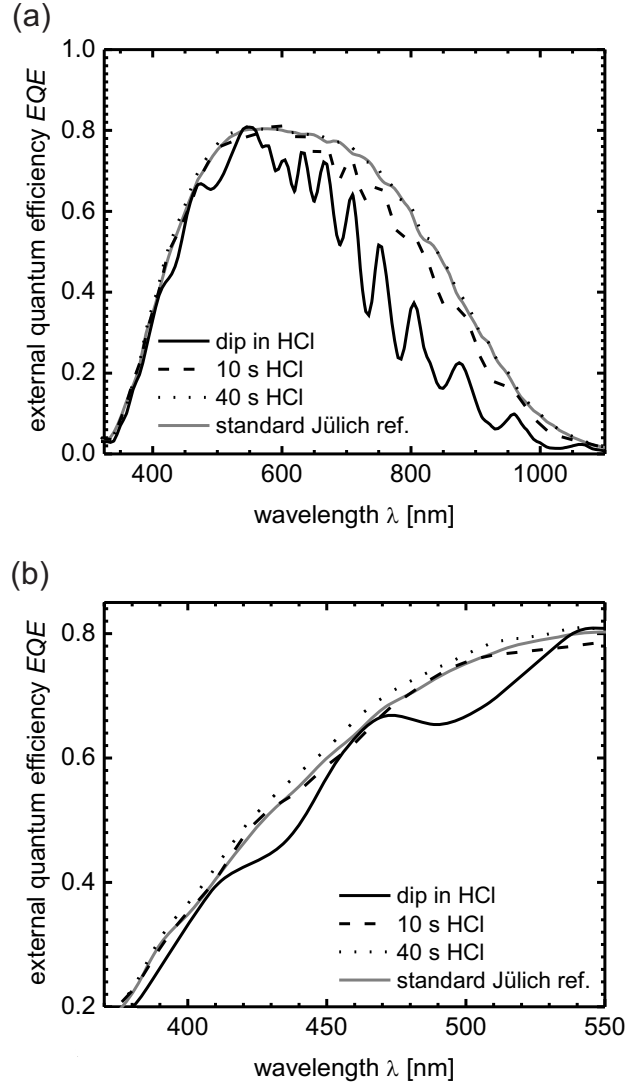 (a)
external quantum efficiency EQE
1.0
0.8
0.6
0.4
0.2
0.0
dip in HCl
10 s HCl
40 s HCl
standard Jülich ref.
400 600 800 1000
wavelength λ [nm]
(b)
external quantum efficiency EQE
0.8
0.6
0.4
0.2
dip in HCl
10 s HCl
40 s HCl
standard Jülich ref.
400 450 500 550
wavelength λ [nm]